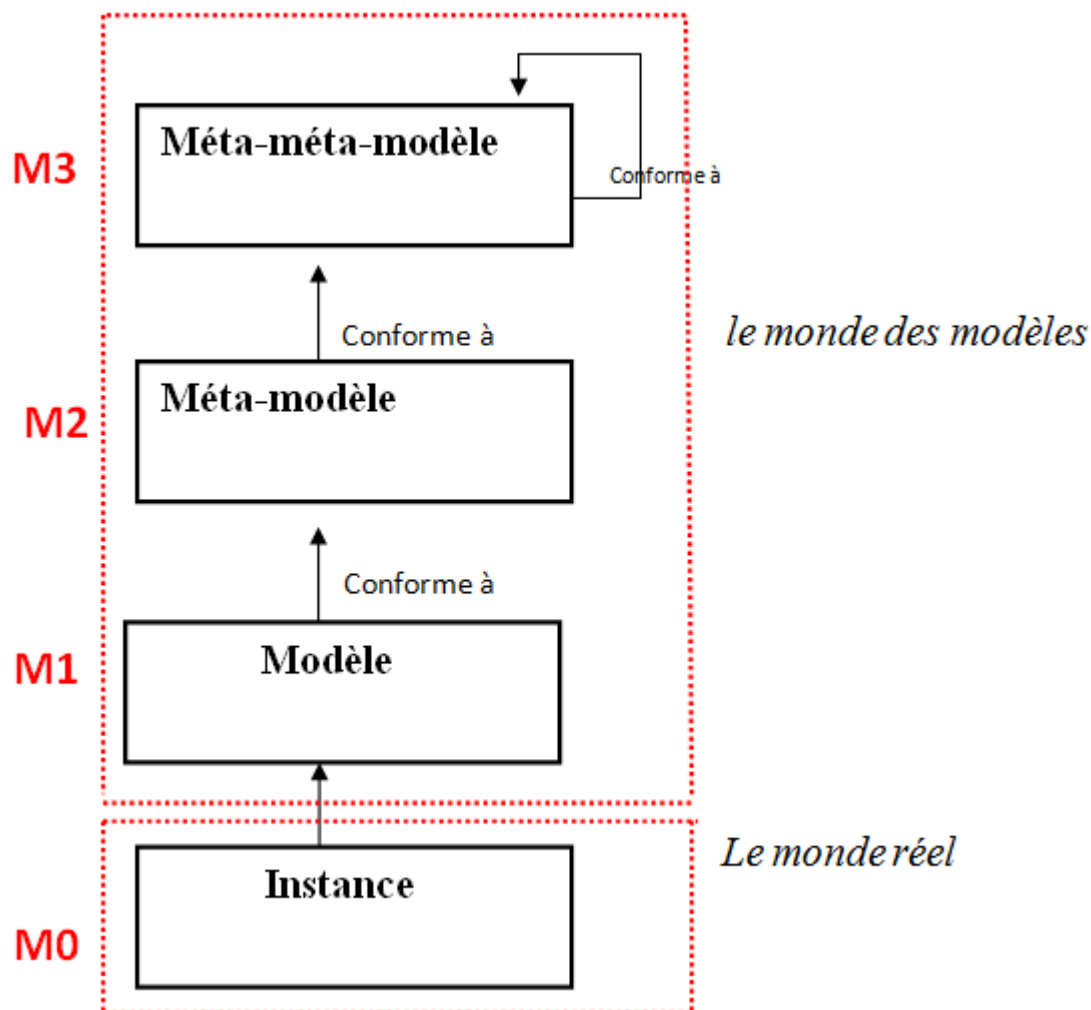 Méta-méta-modèle
M3
Conforme à
Conforme à
le monde des modèles
Méta-modèle
M2
Conforme à
Modèle
M1
Le monde réel
Instance
M0